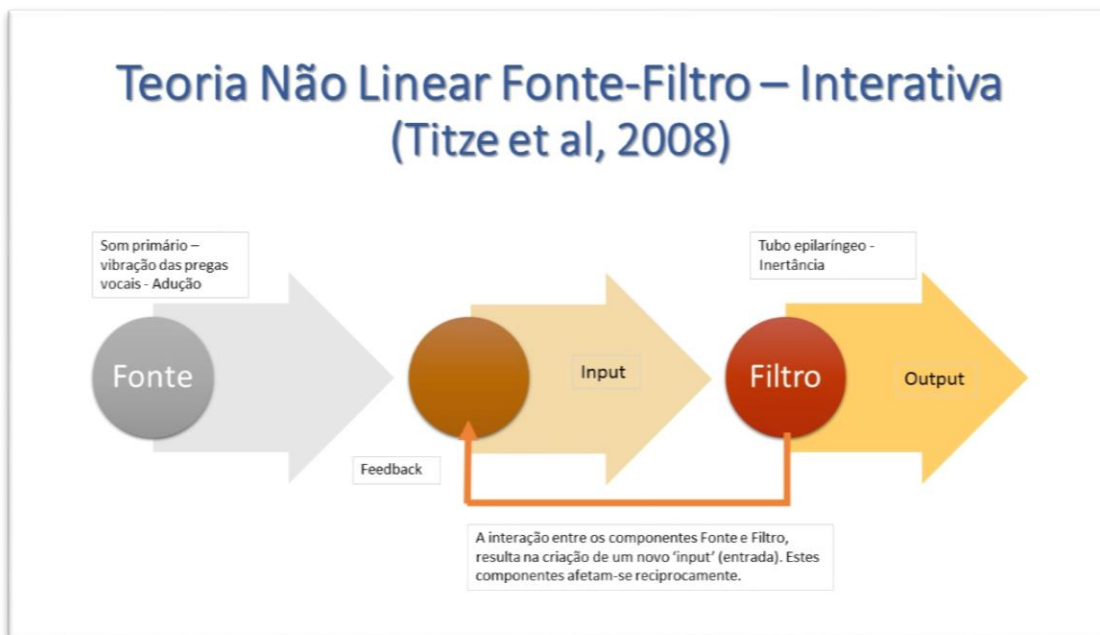 Teoria Não Linear Fonte-Filtro – Interativa
(Titze et al, 2008)
Som primário –
vibração das pregas
vocais - Adução
Tubo epilaríngeo -
Inertância
Fonte
Input
Filtro
Output
Feedback
A interação entre os componentes Fonte e Filtro,
resulta na criação de um novo ‘input’ (entrada). Estes
componentes afetam-se reciprocamente.